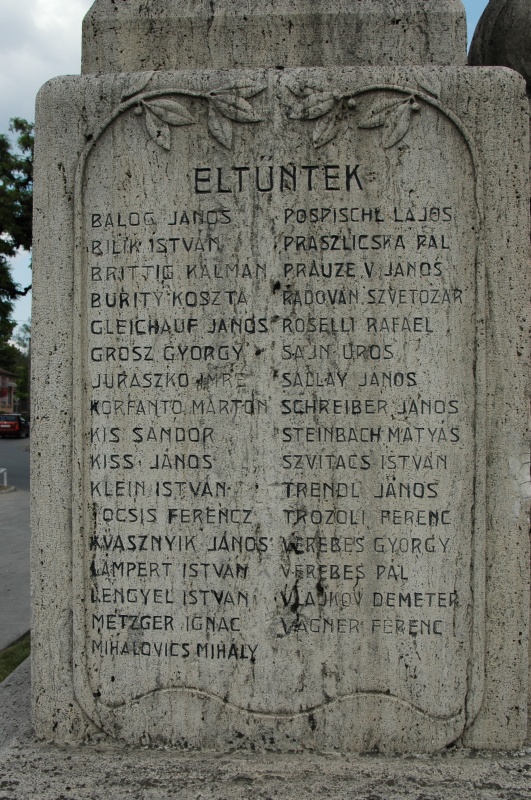 ELTŰNTEK
BALOG JÁNOS
BILIK ISTVÁN
BRITTIG KÁLMÁN
BURITY KOSZTA
GLEICHAUF JÁNOS
GROSZ GYÖRGY
JURASZKÓ IMRE
KORFANTO MÁRTON
KIS SÁNDOR
KISS JÁNOS
KLEIN ISTVÁN
KOCSIS FERENCZ
KVASZNYIK JÁNOS
LAMPERT ISTVÁN
LENGYEL ISTVÁN
METZGER IGNÁC
MIHALOVICS MIHÁLY
POSPISCHL LAJOS
PRASZLICSKA PÁL
PRAUZE V. JÁNOS
RADOVÁN SZVETOZÁR
ROSELLI RAFAEL
SAJN UROS
SADLAY JÁNOS
SCHREIBER JÁNOS
STEINBACH MÁTYÁS
SZVITACS ISTVÁN
TRENDL JÁNOS
TROZOLI FERENC
VEREBES GYÖRGY
VEREBES PÁL
VLAJKOV DEMETER
VAGNER FERENC